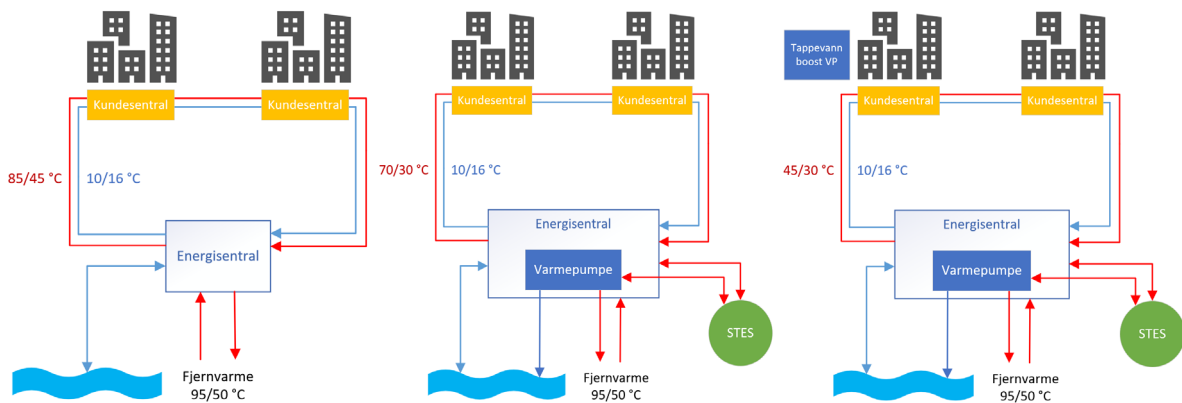 Kundesentral
Kundesentral
85/45 °C
10/16 °C
Energisentral
Fjernvarme
95/50 °C
Kundesentral
Kundesentral
70/30 °C
10/16 °C
Energisentral
Varmepumpe
STES
Fjernvarme
95/50 °C
Tappevann
boost VP
Kundesentral
Kundesentral
45/30 °C
10/16 °C
Energisentral
Varmepumpe
STES
Fjernvarme
95/50 °C